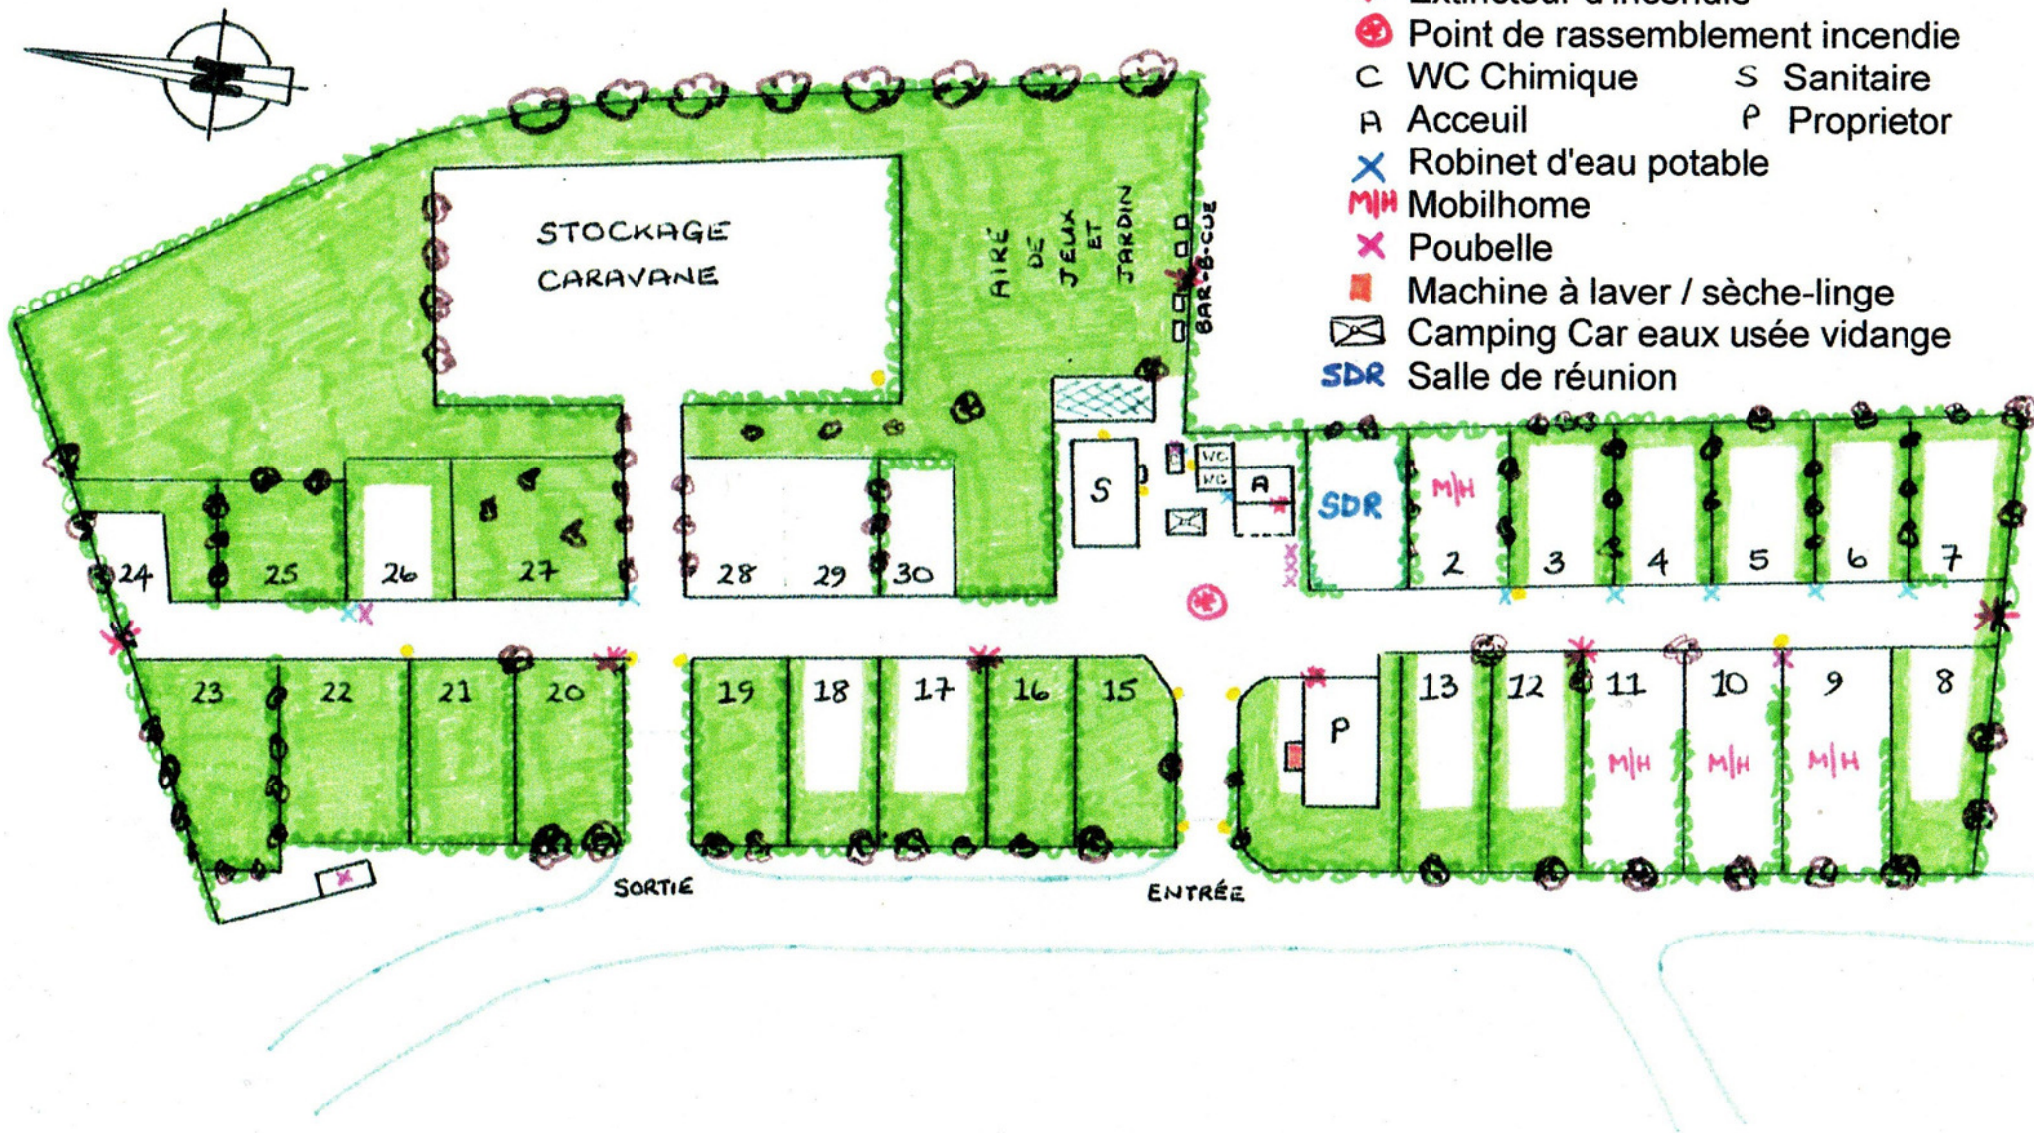 Extincteur d'incendie
Point de rassemblement incendie
C WC Chimique S Sanitaire
A Acceuil P Proprietor
Robinet d'eau potable
M/H Mobilhome
Poubelle
Machine à laver / sèche-linge
Camping Car eaux usée vidange
SDR Salle de réunion
STOCKAGE
CARAVANE
AIRE
DE
JEUX
ET
JARDIN
BAR-B-CUE
WC
WC
C
S
A
SDR
M/H
24 25 26 27 28 29 30 2 3 4 5 6 7
23 22 21 20 19 18 17 16 15 P 13 12 11 10 9 8
M/H M/H M/H
SORTIE
ENTRÉE